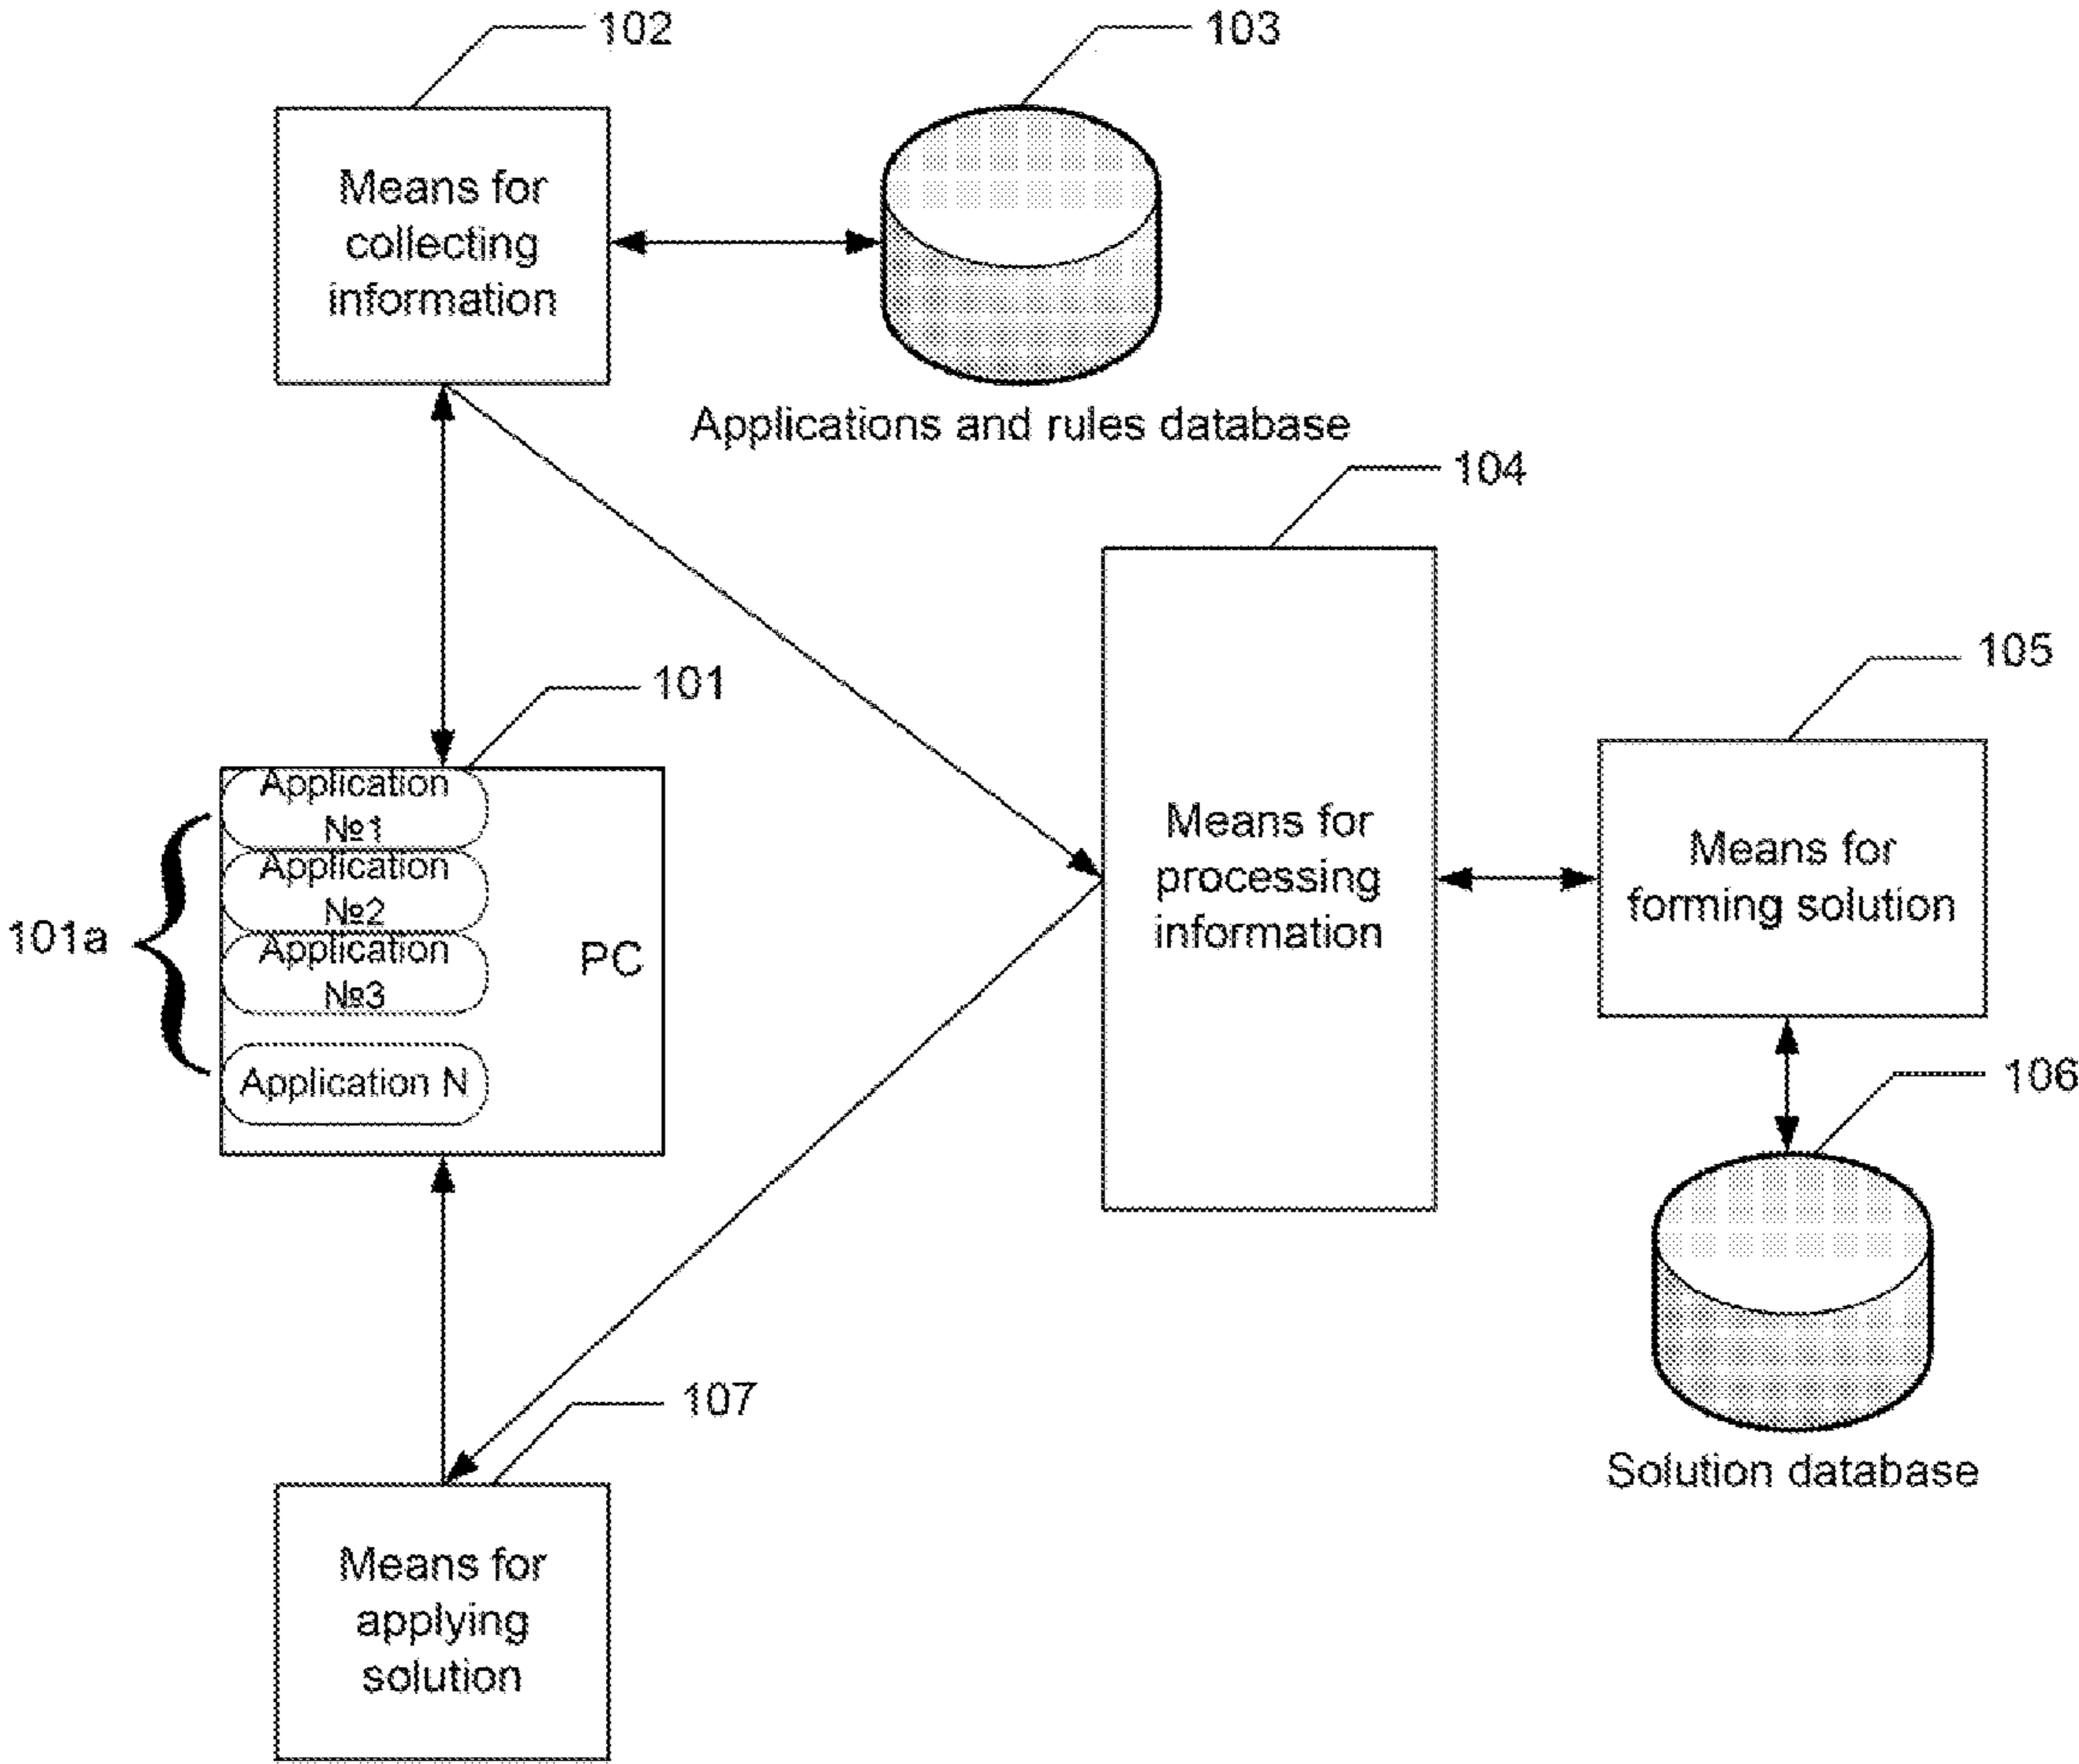 102
103
Means for
collecting
information
Applications and rules database
104
105
101
Application
№1
Application
№2
Application
№3
Application N
101a
PC
Means for
processing
information
Means for
forming solution
106
107
Solution database
Means for
applying
solution